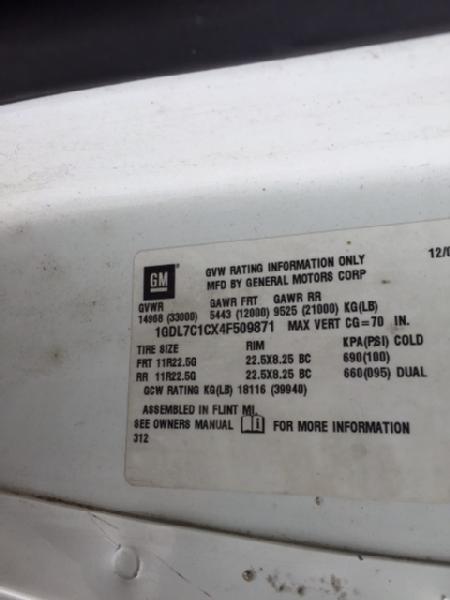 GM
GVW RATING INFORMATION ONLY
12/0
MFD BY GENERAL MOTORS CORP
GVWR GAWR FRT GAWR RR
14968 (33000) 5443 (12000) 9525 (21000) KG(LB)
1GDL7C1CX4F509871 MAX VERT CG=70 IN.
TIRE SIZE RIM KPA(PSI) COLD
FRT 11R22.5G 22.5X8.25 BC 690(100)
RR 11R22.5G 22.5X8.25 BC 660(095) DUAL
GCW RATING KG(LB) 18116 (39940)
ASSEMBLED IN FLINT MI.
SEE OWNERS MANUAL i FOR MORE INFORMATION
312